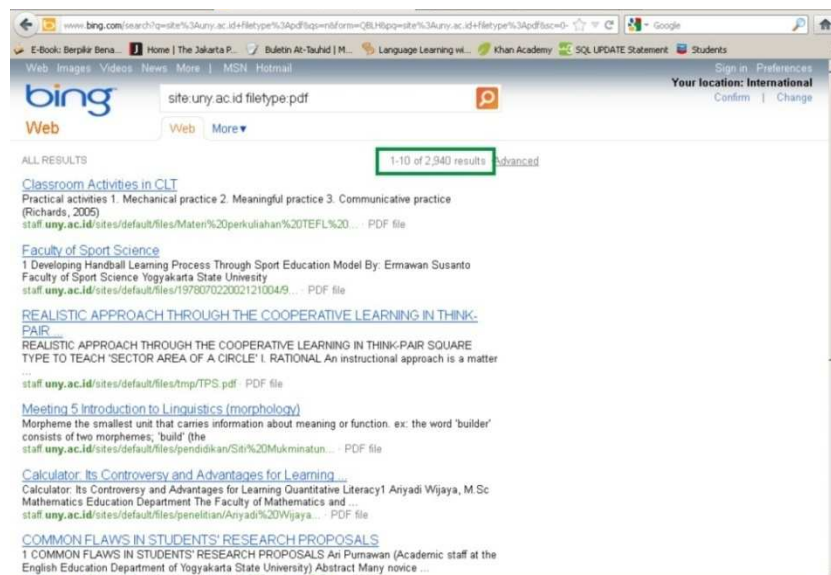 www.bing.com/search?q=site%3Auny.ac.id+filetype%3Apdf&qs=n&form=QBLH&pq=site%3Auny.ac.id+filetype%3Apdf&sc=0-
Google
E-Book: Berpikir Bena...
Home | The Jakarta P...
Buletin At-Tauhid | M...
Language Learning wi...
Khan Academy
SQL UPDATE Statement
Students
Web Images Videos News More | MSN Hotmail
Sign in Preferences
Your location: International
Confirm | Change
bing
site:uny.ac.id filetype:pdf
Web
Web More▼
ALL RESULTS
1-10 of 2,940 results · Advanced
Classroom Activities in CLT
Practical activities 1. Mechanical practice 2. Meaningful practice 3. Communicative practice
(Richards, 2005)
staff.uny.ac.id/sites/default/files/Materi%20perkuliahan%20TEFL%20... · PDF file
Faculty of Sport Science
1 Developing Handball Learning Process Through Sport Education Model By: Ermawan Susanto
Faculty of Sport Science Yogyakarta State Univesity
staff.uny.ac.id/sites/default/files/197807022002121004/9... · PDF file
REALISTIC APPROACH THROUGH THE COOPERATIVE LEARNING IN THINK-
PAIR ...
REALISTIC APPROACH THROUGH THE COOPERATIVE LEARNING IN THINK-PAIR SQUARE
TYPE TO TEACH 'SECTOR AREA OF A CIRCLE' I. RATIONAL An instructional approach is a matter
...
staff.uny.ac.id/sites/default/files/tmp/TPS.pdf · PDF file
Meeting 5 Introduction to Linguistics (morphology)
Morpheme the smallest unit that carries information about meaning or function. ex: the word 'builder'
consists of two morphemes; 'build' (the
staff.uny.ac.id/sites/default/files/pendidikan/Siti%20Mukminatun... · PDF file
Calculator: Its Controversy and Advantages for Learning ...
Calculator: Its Controversy and Advantages for Learning Quantitative Literacy1 Ariyadi Wijaya, M.Sc
Mathematics Education Department The Faculty of Mathematics and ...
staff.uny.ac.id/sites/default/files/penelitian/Ariyadi%20Wijaya... · PDF file
COMMON FLAWS IN STUDENTS' RESEARCH PROPOSALS
1 COMMON FLAWS IN STUDENTS' RESEARCH PROPOSALS Ari Purnawan (Academic staff at the
English Education Department of Yogyakarta State University) Abstract Many novice ...